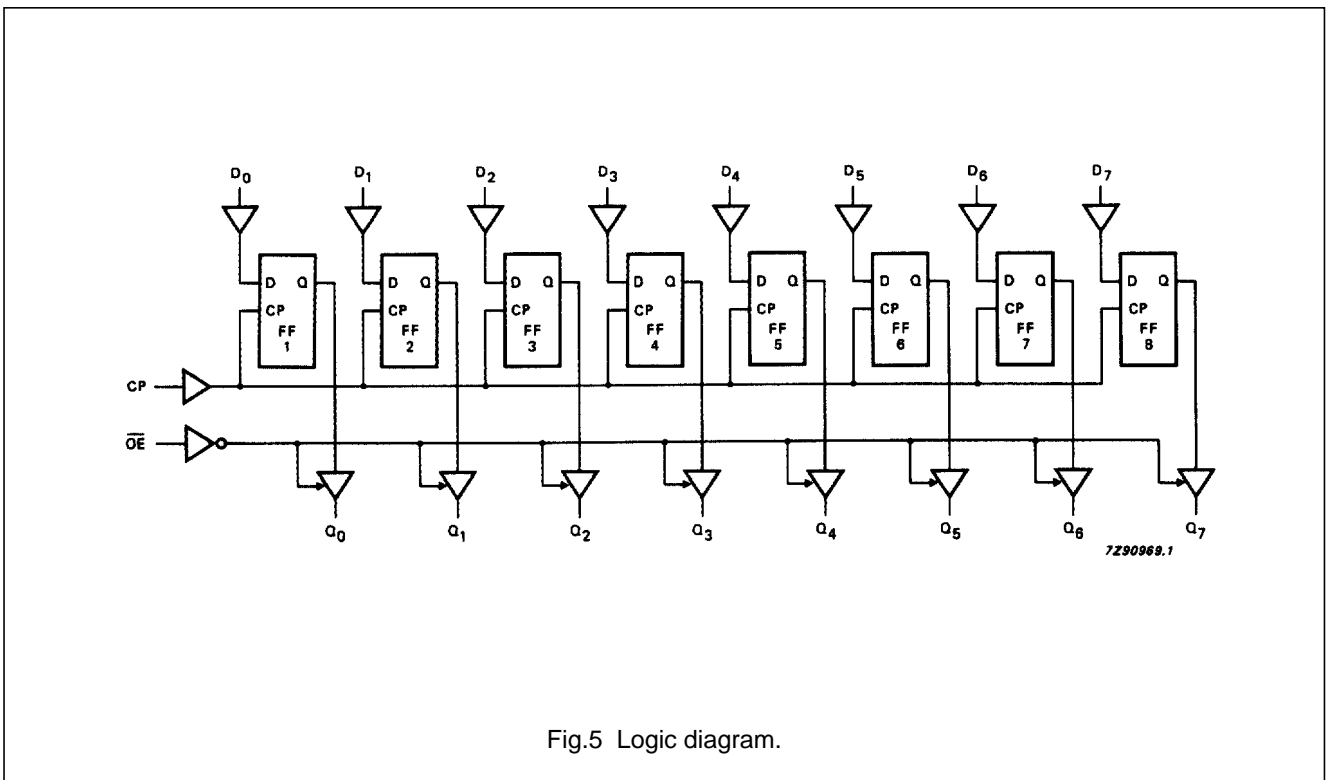 D0 D1 D2 D3 D4 D5 D6 D7
D Q D Q D Q D Q D Q D Q D Q D Q
CP CP CP CP CP CP CP CP
FF FF FF FF FF FF FF FF
1 2 3 4 5 6 7 8
CP
O̅E̅
Q0 Q1 Q2 Q3 Q4 Q5 Q6 Q7
7Z90969.1
Fig.5 Logic diagram.